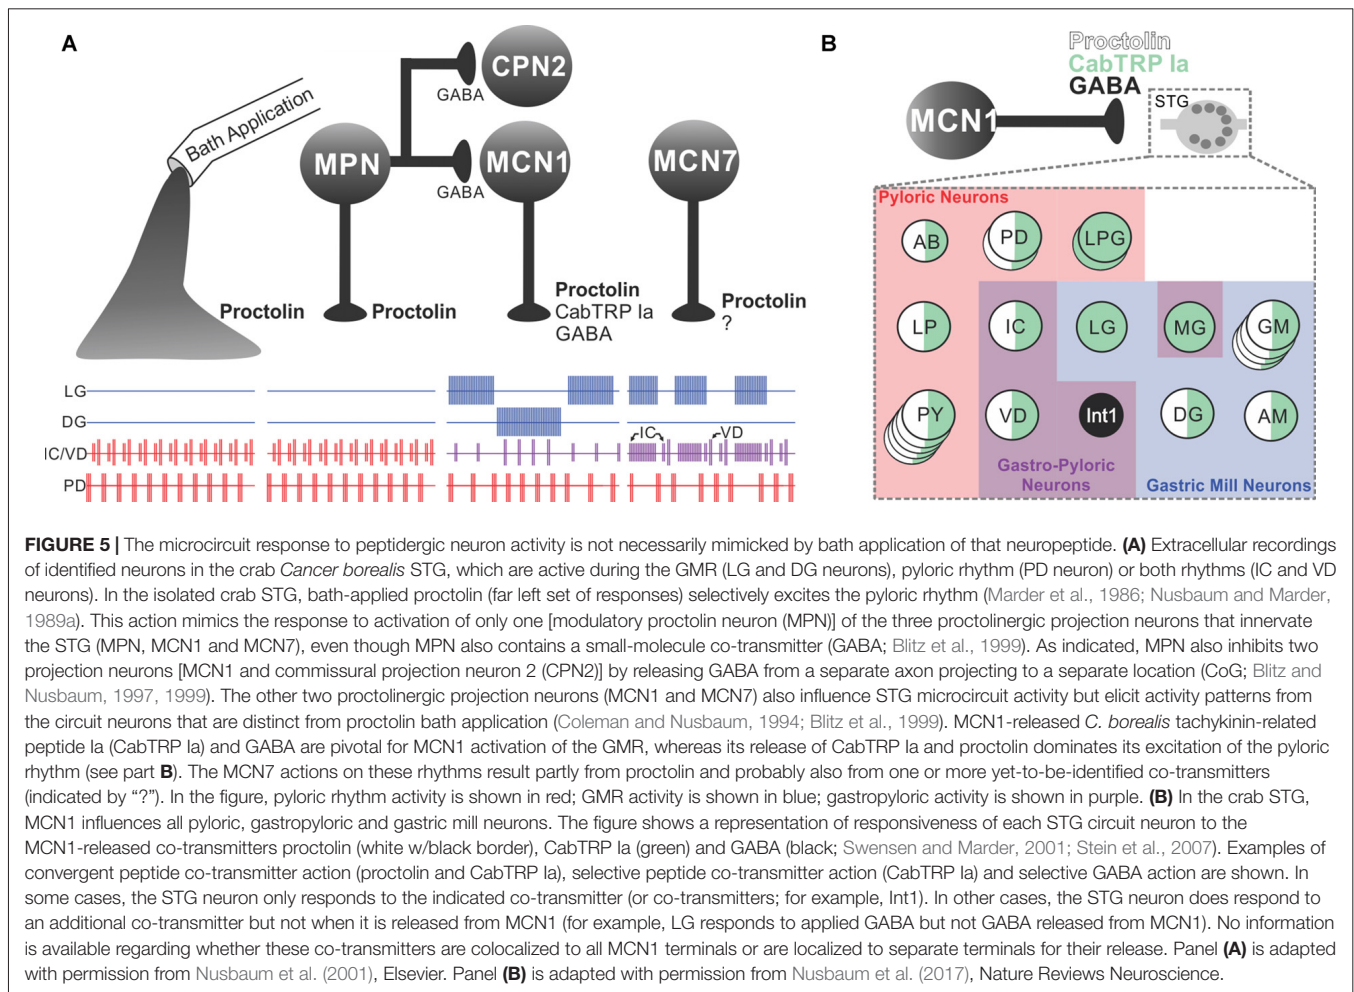 A
Bath Application
MPN
CPN2
GABA
MCN1
GABA
MCN7
Proctolin
Proctolin
Proctolin
CabTRP Ia
GABA
Proctolin
?
LG
DG
IC/VD
PD
IC
VD
B
Proctolin
CabTRP Ia
GABA
MCN1
STG
Pyloric Neurons
AB
PD
LPG
LP
IC
LG
MG
GM
PY
VD
Int1
DG
AM
Gastro-Pyloric
Neurons
Gastric Mill Neurons
FIGURE 5 | The microcircuit response to peptidergic neuron activity is not necessarily mimicked by bath application of that neuropeptide. (A) Extracellular recordings
of identified neurons in the crab Cancer borealis STG, which are active during the GMR (LG and DG neurons), pyloric rhythm (PD neuron) or both rhythms (IC and VD
neurons). In the isolated crab STG, bath-applied proctolin (far left set of responses) selectively excites the pyloric rhythm (Marder et al., 1986; Nusbaum and Marder,
1989a). This action mimics the response to activation of only one [modulatory proctolin neuron (MPN)] of the three proctolinergic projection neurons that innervate
the STG (MPN, MCN1 and MCN7), even though MPN also contains a small-molecule co-transmitter (GABA; Blitz et al., 1999). As indicated, MPN also inhibits two
projection neurons [MCN1 and commissural projection neuron 2 (CPN2)] by releasing GABA from a separate axon projecting to a separate location (CoG; Blitz and
Nusbaum, 1997, 1999). The other two proctolinergic projection neurons (MCN1 and MCN7) also influence STG microcircuit activity but elicit activity patterns from
the circuit neurons that are distinct from proctolin bath application (Coleman and Nusbaum, 1994; Blitz et al., 1999). MCN1-released C. borealis tachykinin-related
peptide Ia (CabTRP Ia) and GABA are pivotal for MCN1 activation of the GMR, whereas its release of CabTRP Ia and proctolin dominates its excitation of the pyloric
rhythm (see part B). The MCN7 actions on these rhythms result partly from proctolin and probably also from one or more yet-to-be-identified co-transmitters
(indicated by “?”). In the figure, pyloric rhythm activity is shown in red; GMR activity is shown in blue; gastropyloric activity is shown in purple. (B) In the crab STG,
MCN1 influences all pyloric, gastropyloric and gastric mill neurons. The figure shows a representation of responsiveness of each STG circuit neuron to the
MCN1-released co-transmitters proctolin (white w/black border), CabTRP Ia (green) and GABA (black; Swensen and Marder, 2001; Stein et al., 2007). Examples of
convergent peptide co-transmitter action (proctolin and CabTRP Ia), selective peptide co-transmitter action (CabTRP Ia) and selective GABA action are shown. In
some cases, the STG neuron only responds to the indicated co-transmitter (or co-transmitters; for example, Int1). In other cases, the STG neuron does respond to
an additional co-transmitter but not when it is released from MCN1 (for example, LG responds to applied GABA but not GABA released from MCN1). No information
is available regarding whether these co-transmitters are colocalized to all MCN1 terminals or are localized to separate terminals for their release. Panel (A) is adapted
with permission from Nusbaum et al. (2001), Elsevier. Panel (B) is adapted with permission from Nusbaum et al. (2017), Nature Reviews Neuroscience.